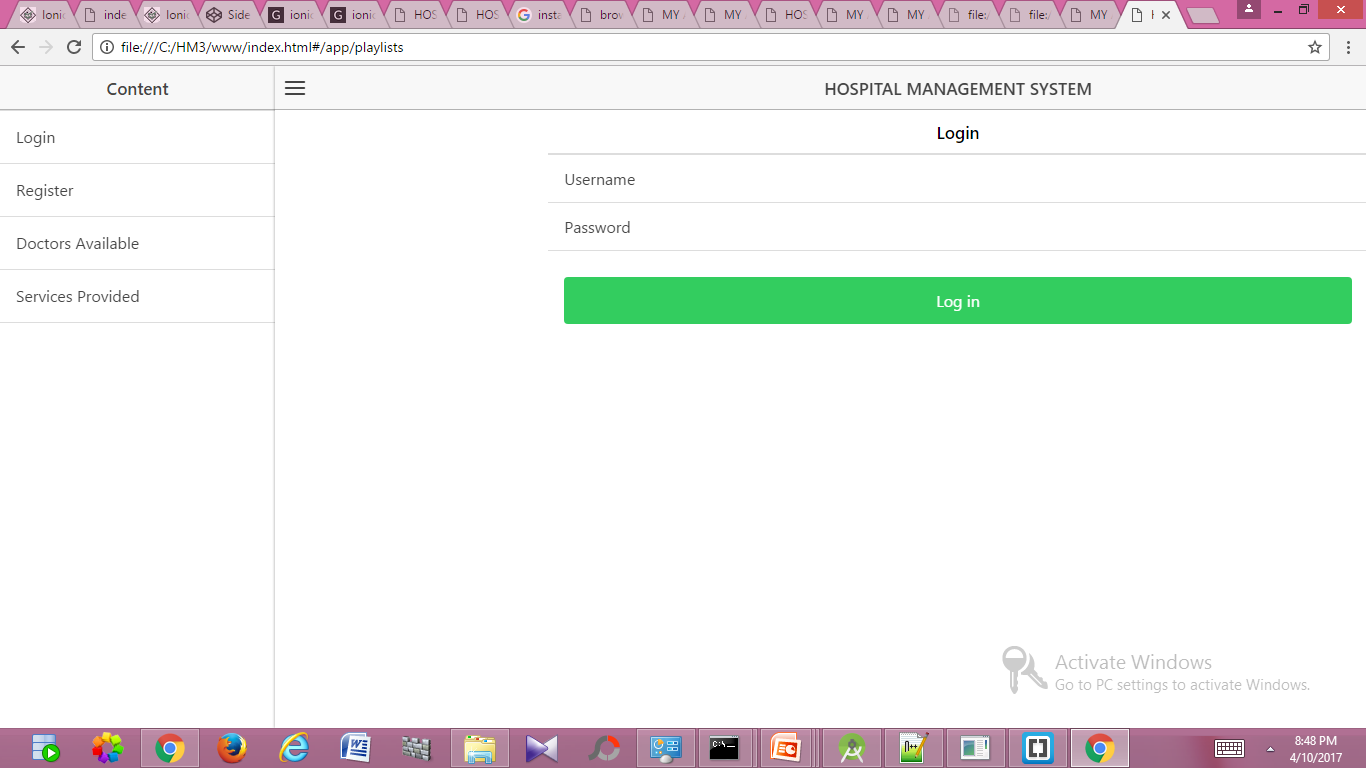 Ionic
inde
Ionic
Side
ionic
ionic
HOS
HOS
insta
brow
MY
MY
HOS
MY
MY
file:/
file:/
MY
file:///C:/HM3/www/index.html#/app/playlists
Content
HOSPITAL MANAGEMENT SYSTEM
Login
Register
Doctors Available
Services Provided
Login
Username
Password
Log in
Activate Windows
Go to PC settings to activate Windows.
8:48 PM
4/10/2017